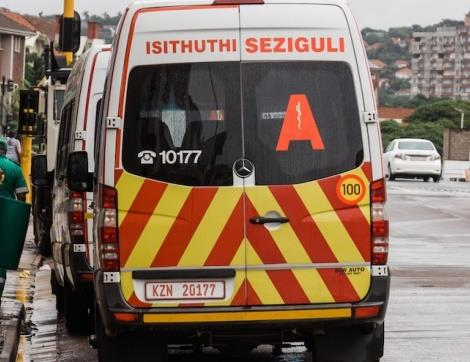 ISITHUTHI SEZIGULI
A
☎ 10177
100
KZN 20177